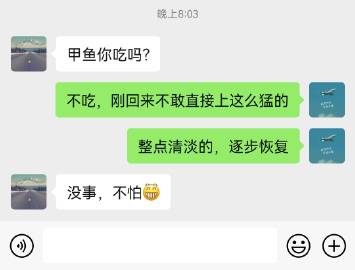 晚上8:03
甲鱼你吃吗?
不吃，刚回来不敢直接上这么猛的
整点清淡的，逐步恢复
没事，不怕😁